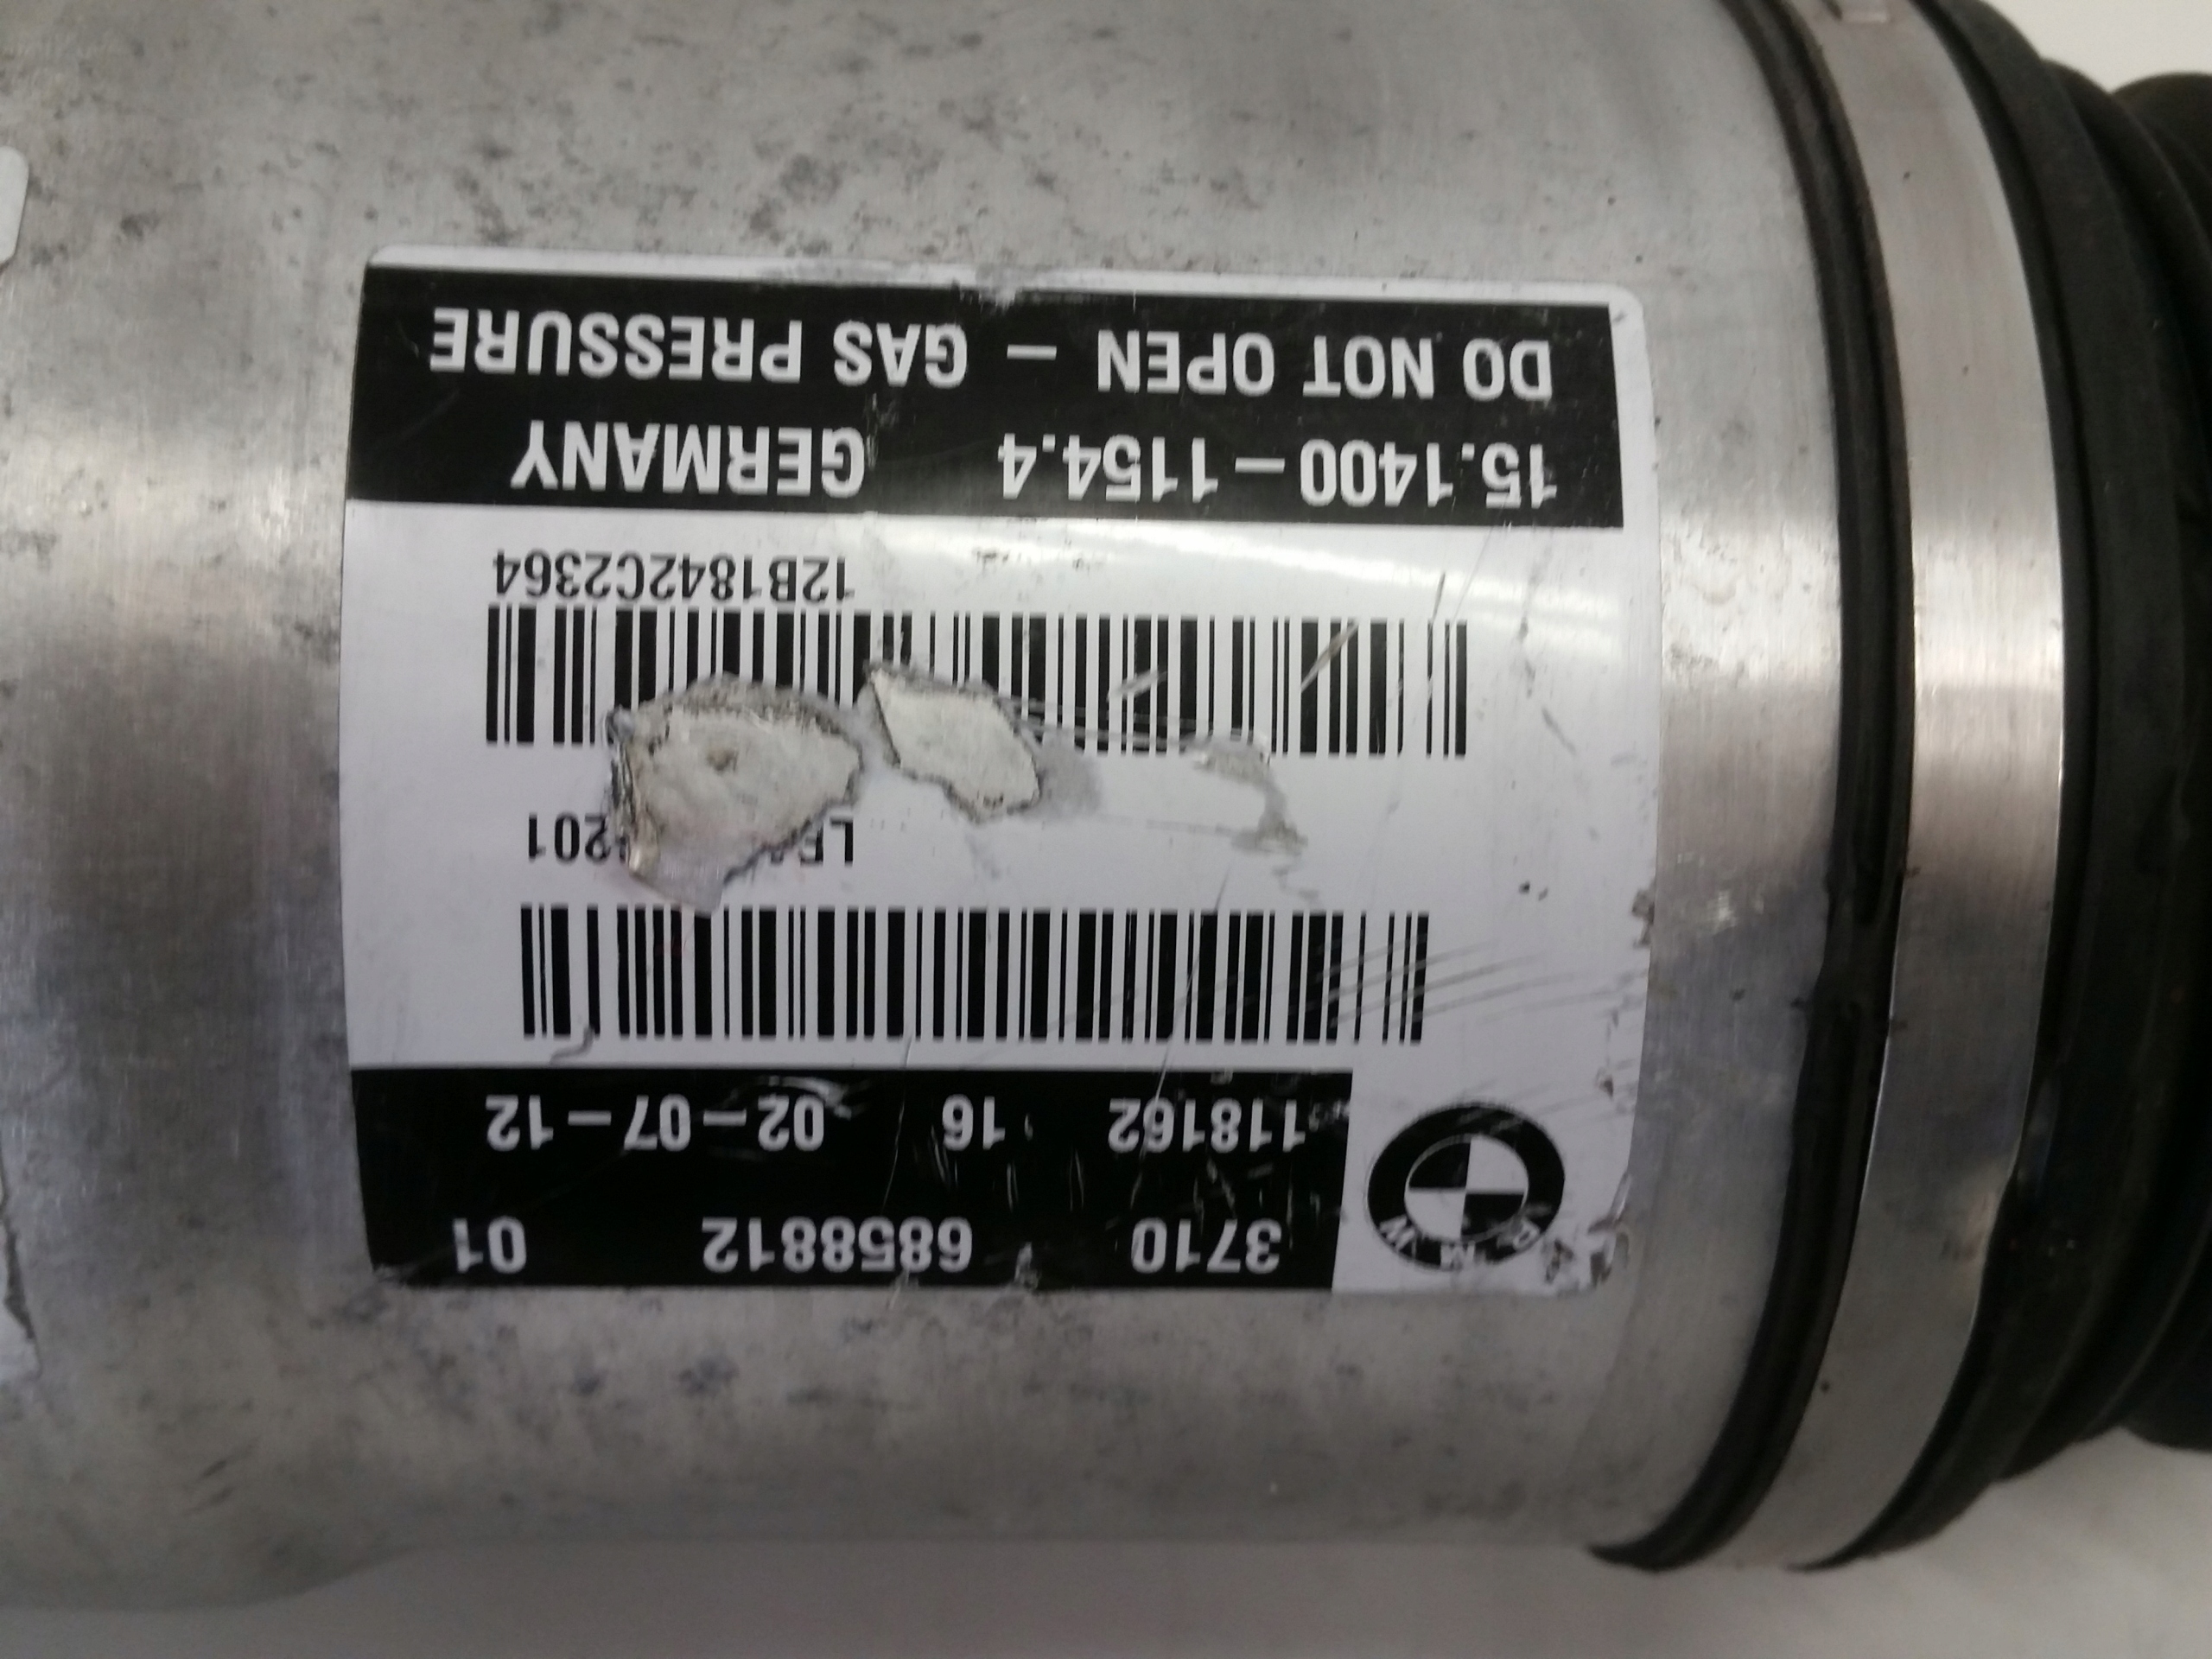 BMW
3710 6858812 01
118162 16 02-07-12
12B1842C2364
15.1400-1154.4 GERMANY
DO NOT OPEN - GAS PRESSURE